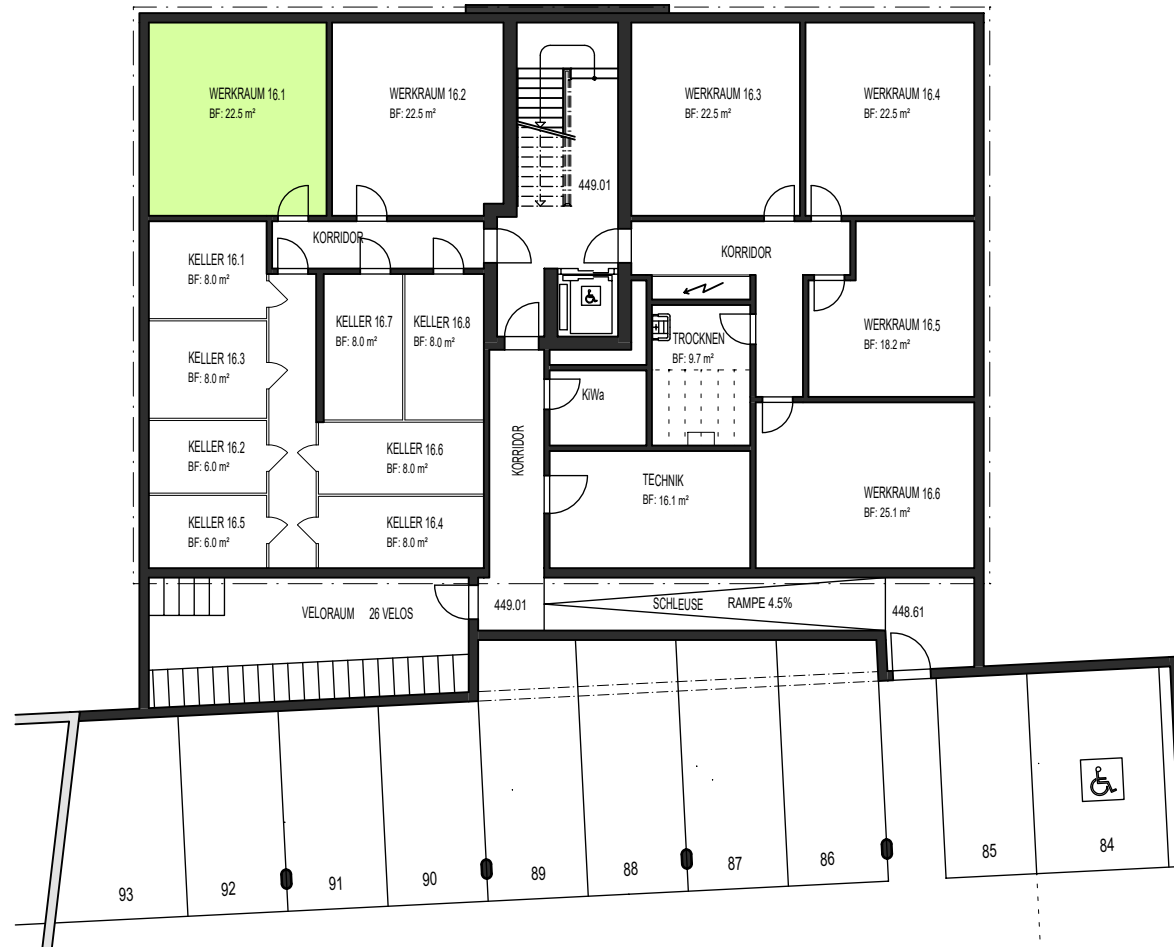 WERKRAUM 16.1
BF: 22.5 m²
WERKRAUM 16.2
BF: 22.5 m²
WERKRAUM 16.3
BF: 22.5 m²
WERKRAUM 16.4
BF: 22.5 m²
449.01
KORRIDOR
KORRIDOR
KELLER 16.1
BF: 8.0 m²
KELLER 16.7
BF: 8.0 m²
KELLER 16.8
BF: 8.0 m²
TROCKNEN
BF: 9.7 m²
WERKRAUM 16.5
BF: 18.2 m²
KELLER 16.3
BF: 8.0 m²
KiWa
KELLER 16.2
BF: 6.0 m²
KELLER 16.6
BF: 8.0 m²
KORRIDOR
TECHNIK
BF: 16.1 m²
WERKRAUM 16.6
BF: 25.1 m²
KELLER 16.5
BF: 6.0 m²
KELLER 16.4
BF: 8.0 m²
VELORAUM 26 VELOS
449.01
SCHLEUSE RAMPE 4.5%
448.61
93
92
91
90
89
88
87
86
85
84